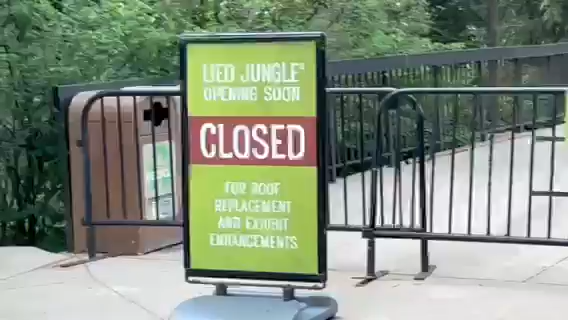 LIED JUNGLE®
OPENING SOON
CLOSED
FOR ROOF
REPLACEMENT
AND EXHIBIT
ENHANCEMENTS